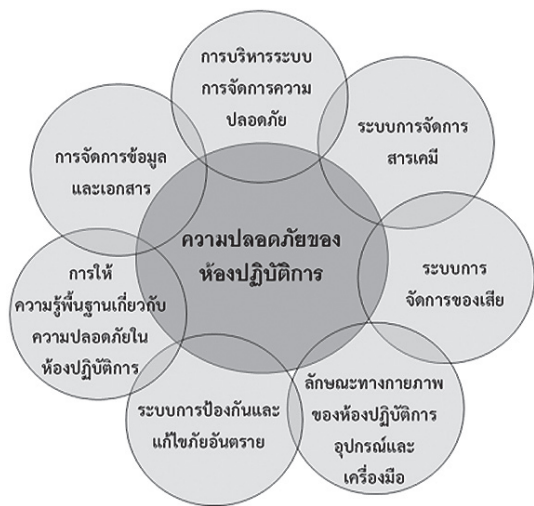 การบริหารระบบ
การจัดการความ
ปลอดภัย
ระบบการจัดการ
สารเคมี
ระบบการ
จัดการของเสีย
ลักษณะทางกายภาพ
ของห้องปฏิบัติการ
อุปกรณ์และ
เครื่องมือ
ระบบการป้องกันและ
แก้ไขภัยอันตราย
การให้
ความรู้พื้นฐานเกี่ยวกับ
ความปลอดภัยใน
ห้องปฏิบัติการ
การจัดการข้อมูล
และเอกสาร
ความปลอดภัยของ
ห้องปฏิบัติการ